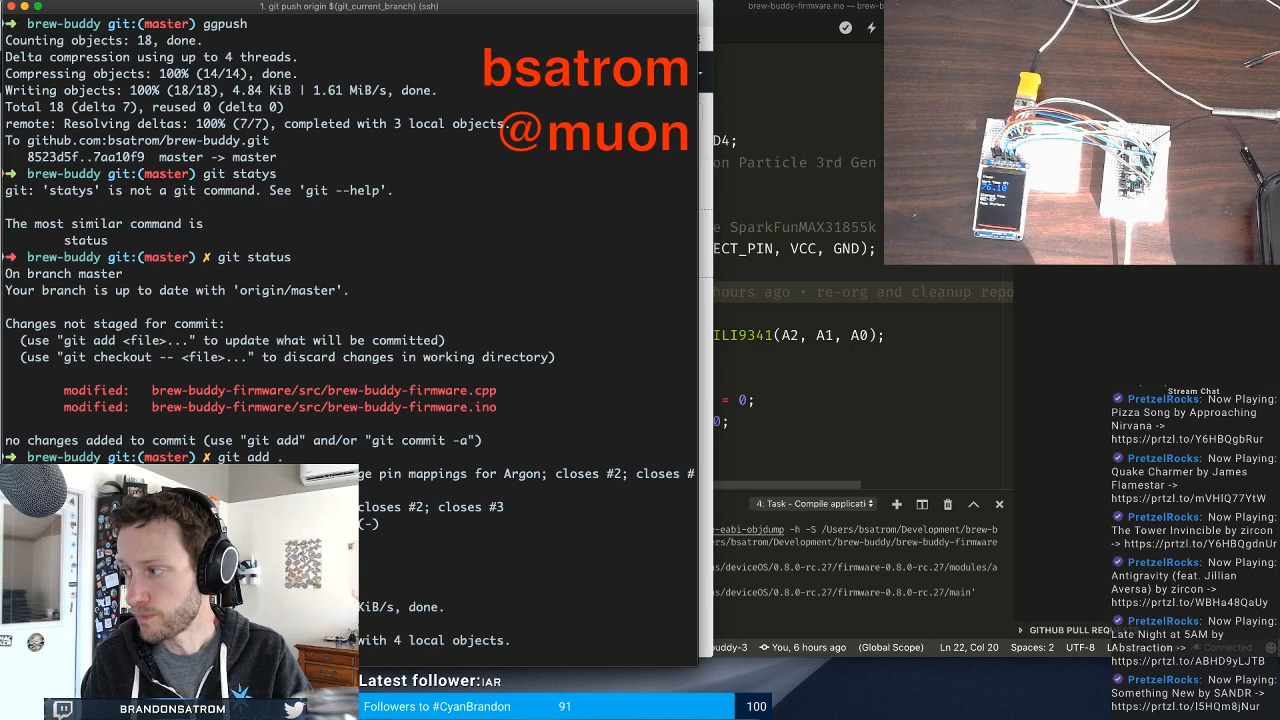 1. git push origin $(git_current_branch) (ssh)
➜ brew-buddy git:(master) ggpush
Counting objects: 18, done.
Delta compression using up to 4 threads.
Compressing objects: 100% (14/14), done.
Writing objects: 100% (18/18), 4.84 KiB | 1.61 MiB/s, done.
Total 18 (delta 7), reused 0 (delta 0)
remote: Resolving deltas: 100% (7/7), completed with 3 local objects.
To github.com:bsatrom/brew-buddy.git
8523d5f..7aa10f9 master -> master
➜ brew-buddy git:(master) git statys
git: 'statys' is not a git command. See 'git --help'.
The most similar command is
status
➜ brew-buddy git:(master) ✗ git status
On branch master
Your branch is up to date with 'origin/master'.
Changes not staged for commit:
(use "git add <file>..." to update what will be committed)
(use "git checkout -- <file>..." to discard changes in working directory)
modified: brew-buddy-firmware/src/brew-buddy-firmware.cpp
modified: brew-buddy-firmware/src/brew-buddy-firmware.ino
no changes added to commit (use "git add" and/or "git commit -a")
➜ brew-buddy git:(master) ✗ git add .
ge pin mappings for Argon; closes #2; closes #
closes #2; closes #3
(-)
KiB/s, done.
with 4 local objects.
bsatrom
@muon
brew-buddy-firmware.ino — brew-b
D4;
on Particle 3rd Gen
e SparkFunMAX31855k
ECT_PIN, VCC, GND);
hours ago • re-org and cleanup repo
ILI9341(A2, A1, A0);
= 0;
0;
4: Task - Compile applicati
-eabi-objdump -h -S /Users/bsatrom/Development/brew-b
ers/bsatrom/Development/brew-buddy/brew-buddy-firmware
s/deviceOS/0.8.0-rc.27/firmware-0.8.0-rc.27/modules/a
s/deviceOS/0.8.0-rc.27/firmware-0.8.0-rc.27/main'
GITHUB PULL REQUE
uddy-3
You, 6 hours ago
(Global Scope)
Ln 22, Col 20
Spaces: 2
UTF-8
Connected
76.10
Stream Chat
PretzelRocks: Now Playing:
Pizza Song by Approaching
Nirvana ->
https://prtzl.to/Y6HBQgbRur
PretzelRocks: Now Playing:
Quake Charmer by James
Flamestar ->
https://prtzl.to/mVHlQ77YtW
PretzelRocks: Now Playing:
The Tower Invincible by zircon
-> https://prtzl.to/Y6HBQgdnUr
PretzelRocks: Now Playing:
Antigravity (feat. Jillian
Aversa) by zircon ->
https://prtzl.to/WBHa48QaUy
PretzelRocks: Now Playing:
Late Night at 5AM by
Abstraction ->
https://prtzl.to/ABHD9yLJTB
PretzelRocks: Now Playing:
Something New by SANDR ->
https://prtzl.to/I5HQm8jNur
BRANDONSATROM
Latest follower:IAR
Followers to #CyanBrandon 91 100